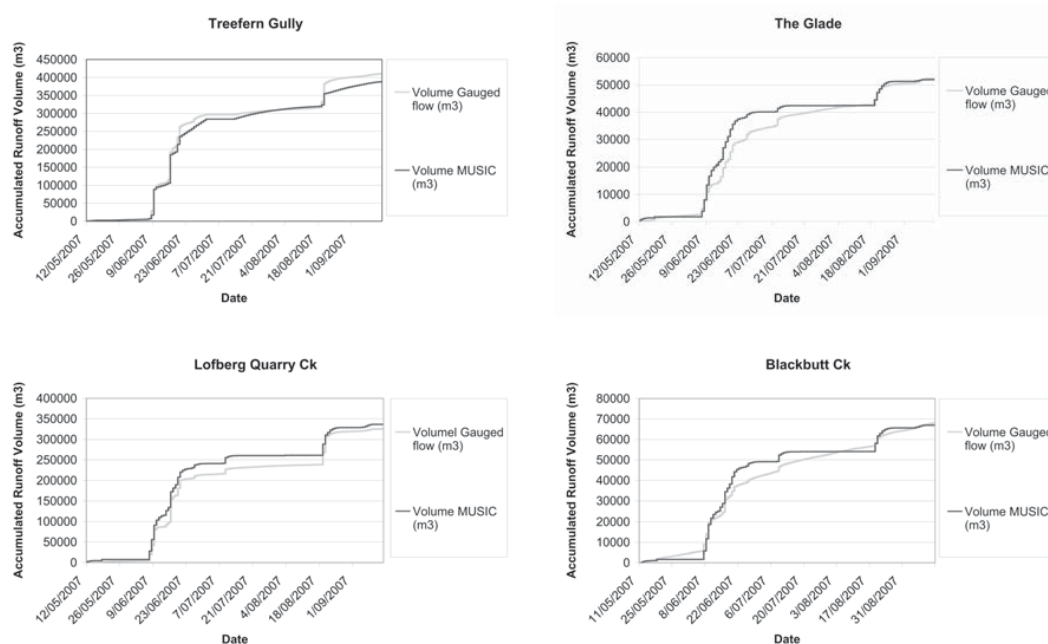 Treefern Gully
Accumulated Runoff Volume (m3)
450000
400000
350000
300000
250000
200000
150000
100000
50000
0
12/05/2007
26/05/2007
9/06/2007
23/06/2007
7/07/2007
21/07/2007
4/08/2007
18/08/2007
1/09/2007
Date
Volume Gauged
flow (m3)
Volume MUSIC
(m3)
The Glade
Accumulated Runoff Volume (m3)
60000
50000
40000
30000
20000
10000
0
12/05/2007
26/05/2007
9/06/2007
23/06/2007
7/07/2007
21/07/2007
4/08/2007
18/08/2007
1/09/2007
Date
Volume Gauged
flow (m3)
Volume MUSIC
(m3)
Lofberg Quarry Ck
Accumulated Runoff Volume (m3)
400000
350000
300000
250000
200000
150000
100000
50000
0
12/05/2007
26/05/2007
9/06/2007
23/06/2007
7/07/2007
21/07/2007
4/08/2007
18/08/2007
1/09/2007
Date
Volumel Gauged
flow (m3)
Volume MUSIC
(m3)
Blackbutt Ck
Accumulated Runoff Volume (m3)
80000
70000
60000
50000
40000
30000
20000
10000
0
11/05/2007
25/05/2007
8/06/2007
22/06/2007
6/07/2007
20/07/2007
3/08/2007
17/08/2007
31/08/2007
Date
Volume Gauged
flow (m3)
Volume MUSIC
(m3)